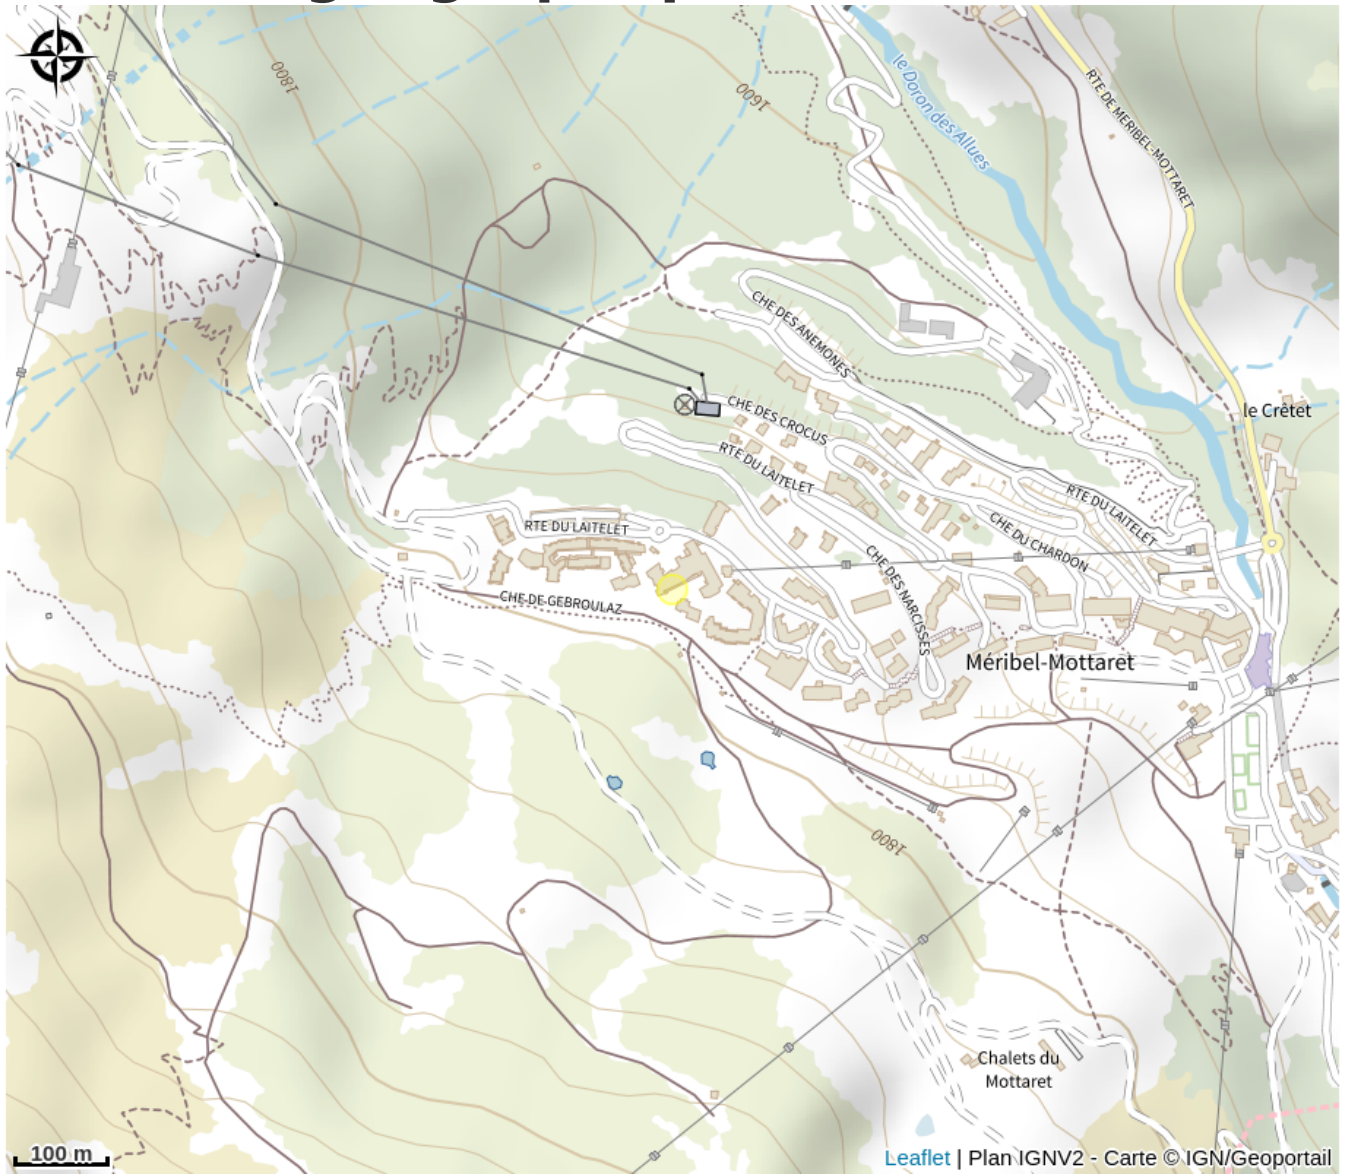 1800
1600
le Doron des Allues
RTE DE MERIBEL-MOTTARET
CHE DES ANEMONES
le Crêtet
CHE DES CROCUS
RTE DU LAITELET
RTE DU LAITELET
RTE DU LAITELET
CHE DU CHARDON
CHE DES NARCISSES
CHE-DE-GEBROULAZ
Méribel-Mottaret
1800
Chalets du
Mottaret
100 m
Leaflet | Plan IGNV2 - Carte © IGN/Geoportail